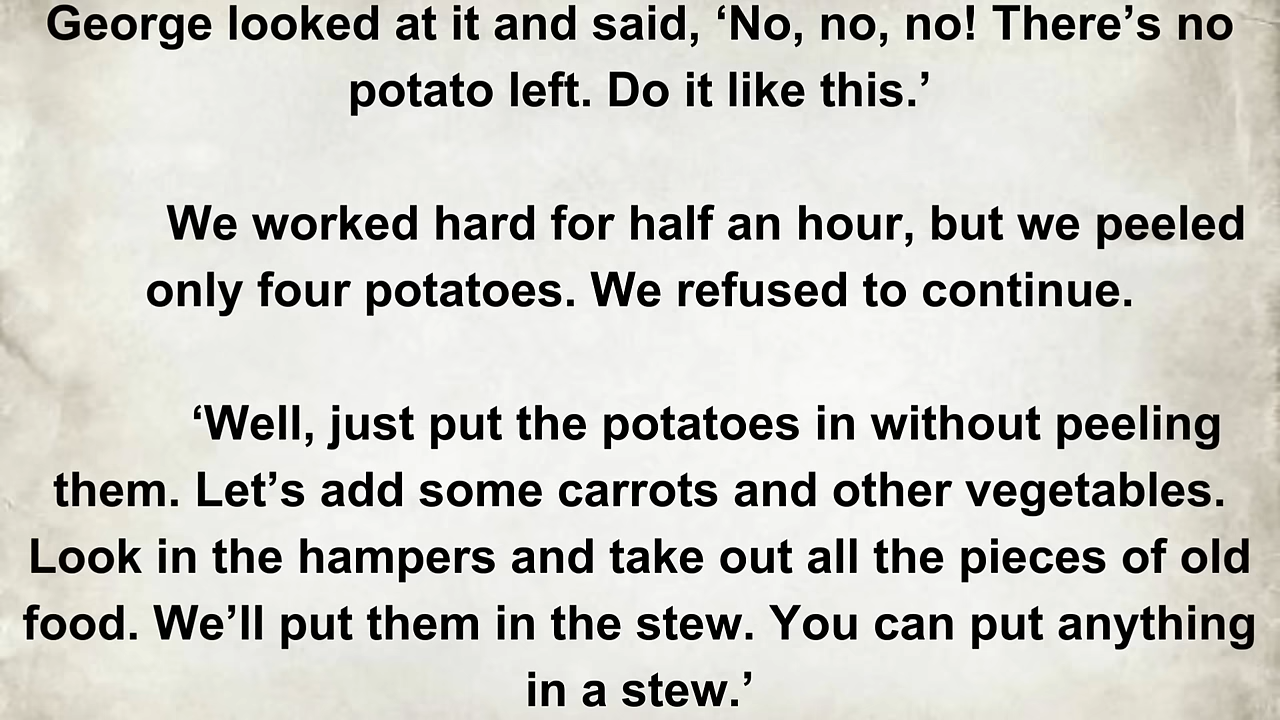 George looked at it and said, ‘No, no, no! There’s no
potato left. Do it like this.’
We worked hard for half an hour, but we peeled
only four potatoes. We refused to continue.
‘Well, just put the potatoes in without peeling
them. Let’s add some carrots and other vegetables.
Look in the hampers and take out all the pieces of old
food. We’ll put them in the stew. You can put anything
in a stew.’